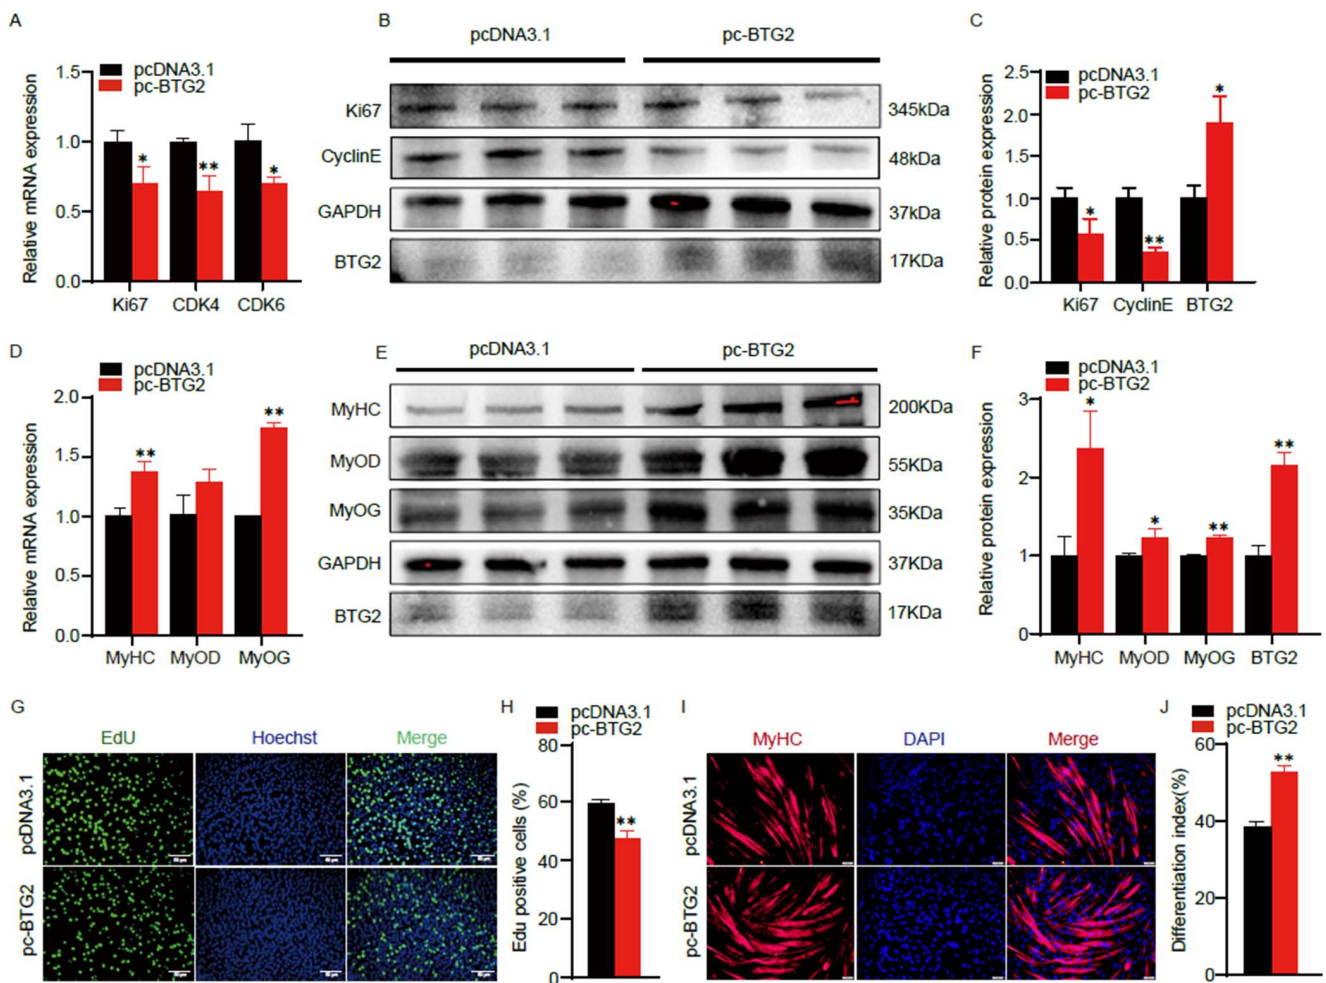 A
pcDNA3.1
pc-BTG2
Relative mRNA expression
1.5
1.0
0.5
0.0
*
**
*
Ki67 CDK4 CDK6
B
pcDNA3.1 pc-BTG2
Ki67 345kDa
CyclinE 48kDa
GAPDH 37kDa
BTG2 17KDa
C
pcDNA3.1
pc-BTG2
Relative protein expression
2.5
2.0
1.5
1.0
0.5
0.0
*
**
*
Ki67 CyclinE BTG2
D
pcDNA3.1
pc-BTG2
Relative mRNA expression
2.0
1.5
1.0
0.5
0.0
**
**
MyHC MyOD MyOG
E
pcDNA3.1 pc-BTG2
MyHC 200KDa
MyOD 55KDa
MyOG 35KDa
GAPDH 37KDa
BTG2 17KDa
F
pcDNA3.1
pc-BTG2
Relative protein expression
3
2
1
0
*
*
**
**
MyHC MyOD MyOG BTG2
G
EdU Hoechst Merge
pcDNA3.1
pc-BTG2
H
pcDNA3.1
pc-BTG2
Edu positive cells (%)
80
60
40
20
0
**
I
MyHC DAPI Merge
pcDNA3.1
pc-BTG2
J
pcDNA3.1
pc-BTG2
Differentiation index(%)
60
40
20
0
**